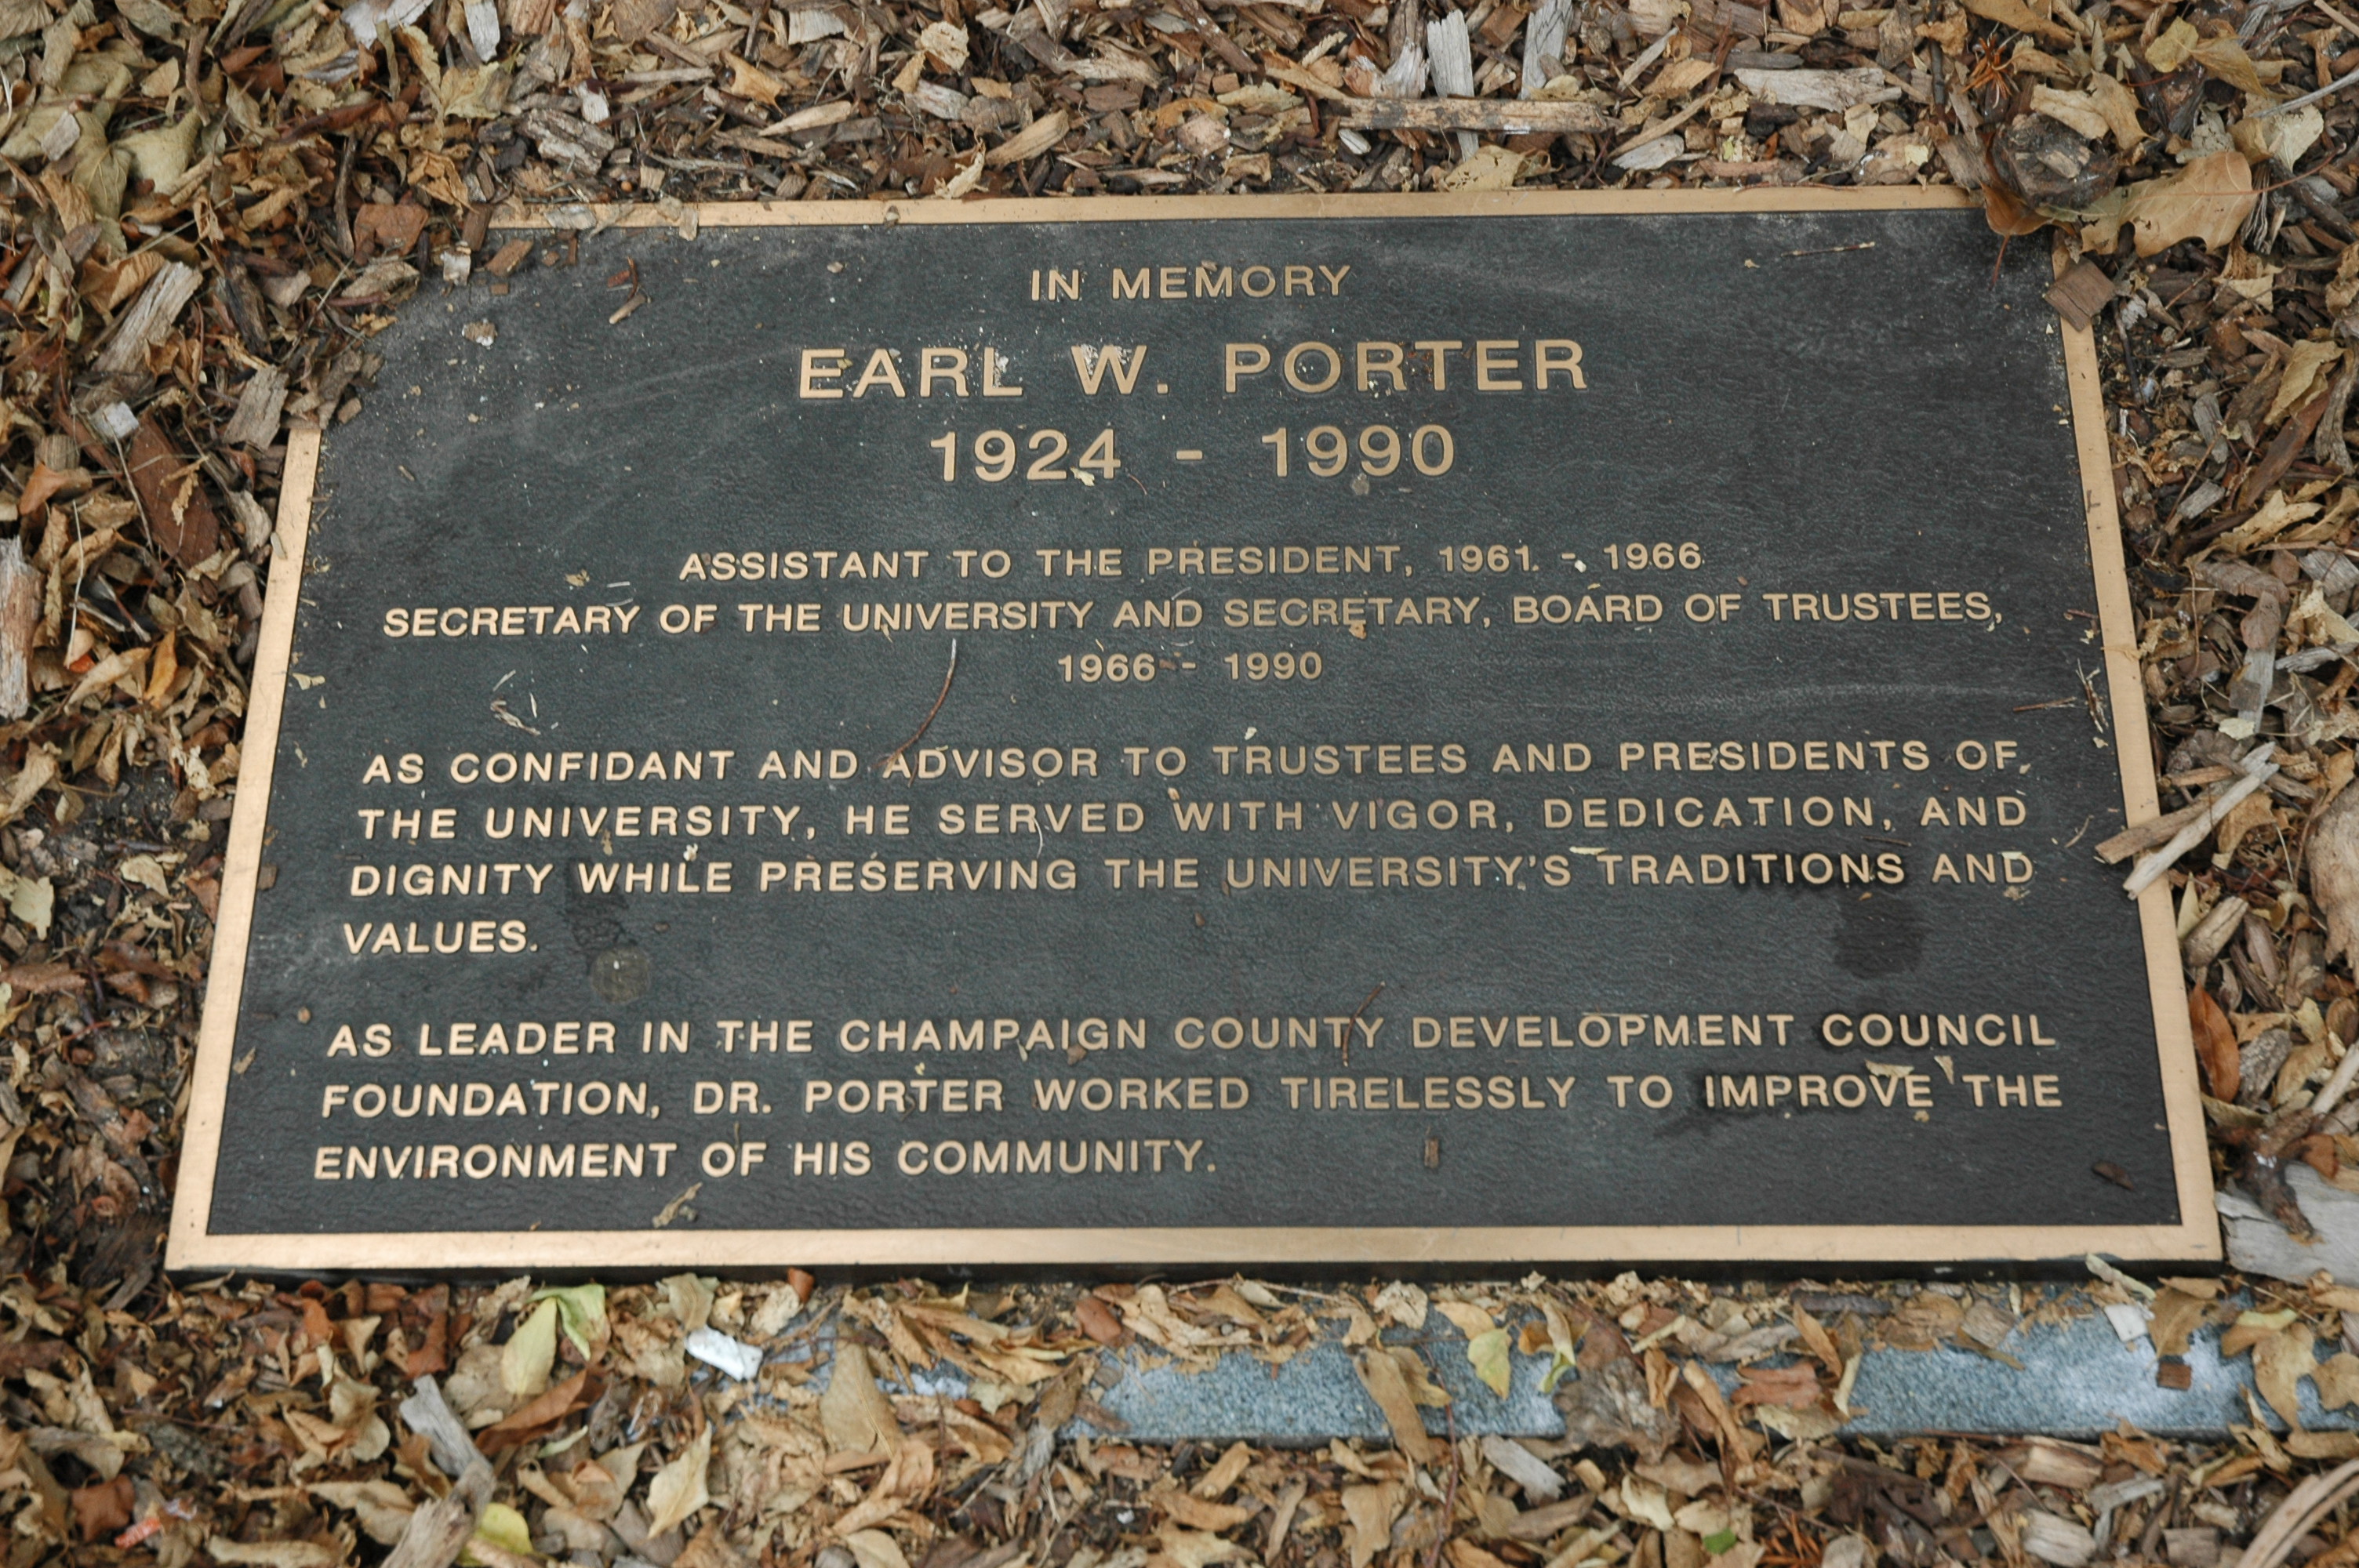 IN MEMORY
EARL W. PORTER
1924 - 1990
ASSISTANT TO THE PRESIDENT, 1961 - 1966
SECRETARY OF THE UNIVERSITY AND SECRETARY, BOARD OF TRUSTEES,
1966 - 1990
AS CONFIDANT AND ADVISOR TO TRUSTEES AND PRESIDENTS OF
THE UNIVERSITY, HE SERVED WITH VIGOR, DEDICATION, AND
DIGNITY WHILE PRESERVING THE UNIVERSITY'S TRADITIONS AND
VALUES.
AS LEADER IN THE CHAMPAIGN COUNTY DEVELOPMENT COUNCIL
FOUNDATION, DR. PORTER WORKED TIRELESSLY TO IMPROVE THE
ENVIRONMENT OF HIS COMMUNITY.